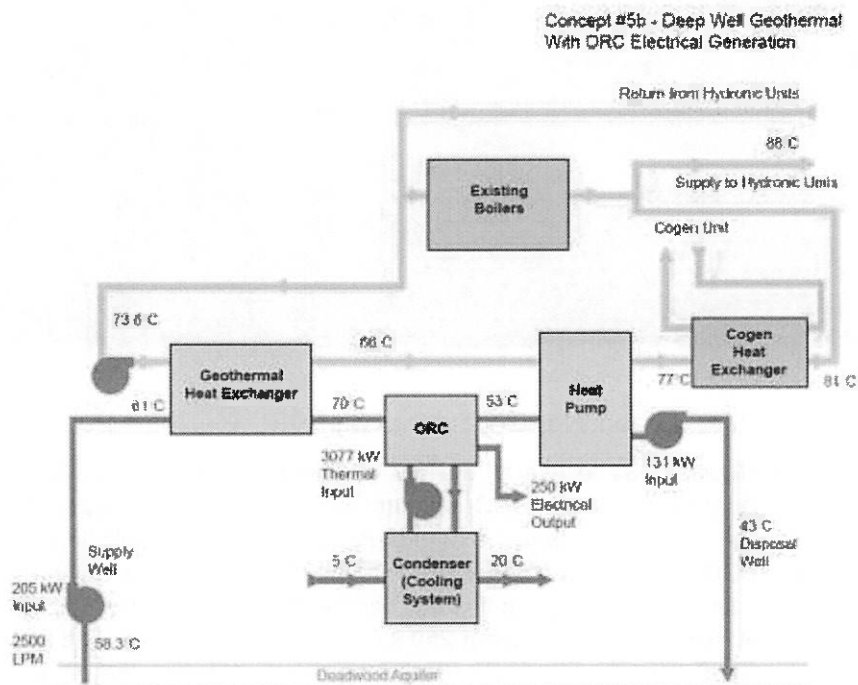 Concept #5b - Deep Well Geothermal
With ORC Electrical Generation
Return from Hydronic Units
88 C
Existing
Boilers
Supply to Hydronic Units
Cogen Unit
73.6 C
66 C
Cogen
Heat
Exchanger
Geothermal
Heat Exchanger
Heat
Pump
77 C
81 C
61 C
70 C
53 C
ORC
3077 kW
Thermal
Input
131 kW
Input
250 kW
Electrical
Output
43 C
Disposal
Well
Supply
Well
5 C
Condenser
(Cooling
System)
20 C
205 kW
Input
2500
LPM
58.3 C
Deadwood Aquifer